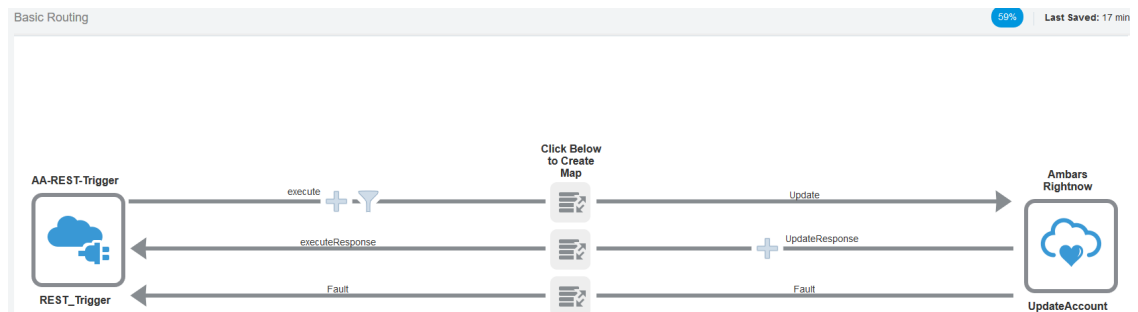 Basic Routing
59%
Last Saved: 17 min
Click Below
to Create
Map
AA-REST-Trigger
Ambars
Rightnow
execute
Update
executeResponse
UpdateResponse
Fault
Fault
REST_Trigger
UpdateAccount